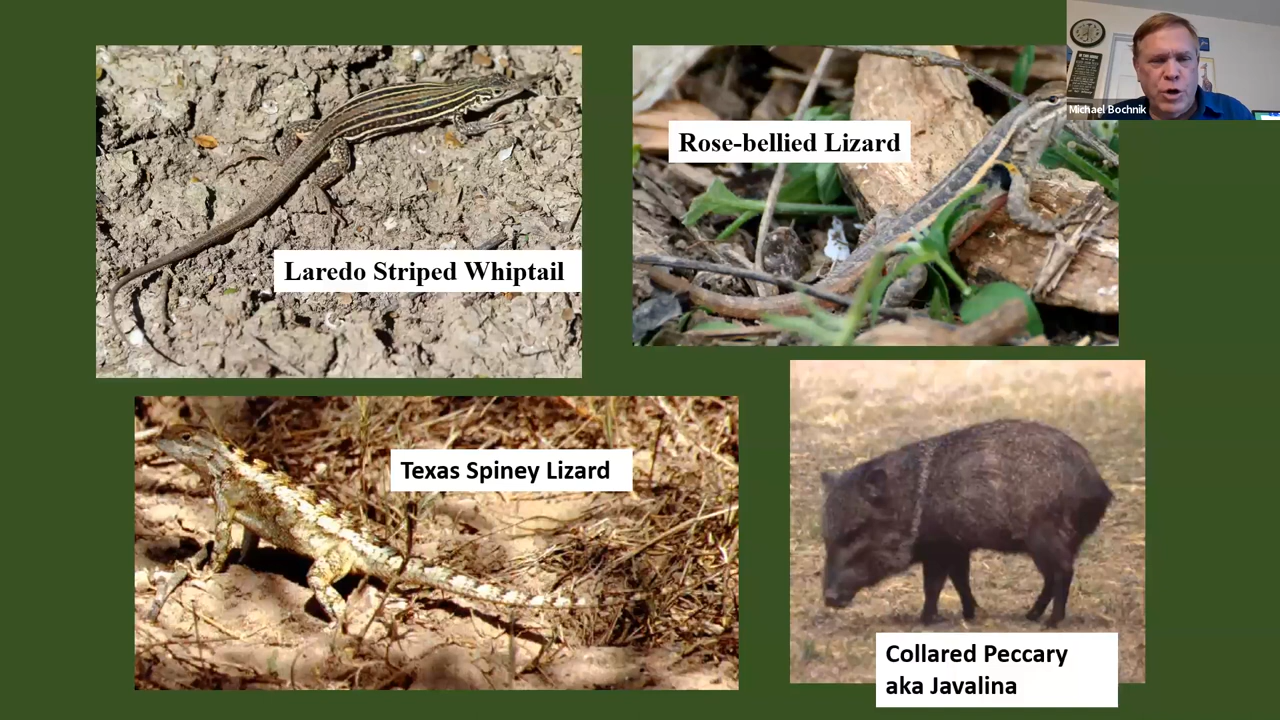 Michael Bochnik
Rose-bellied Lizard
Laredo Striped Whiptail
Texas Spiney Lizard
Collared Peccary
aka Javalina